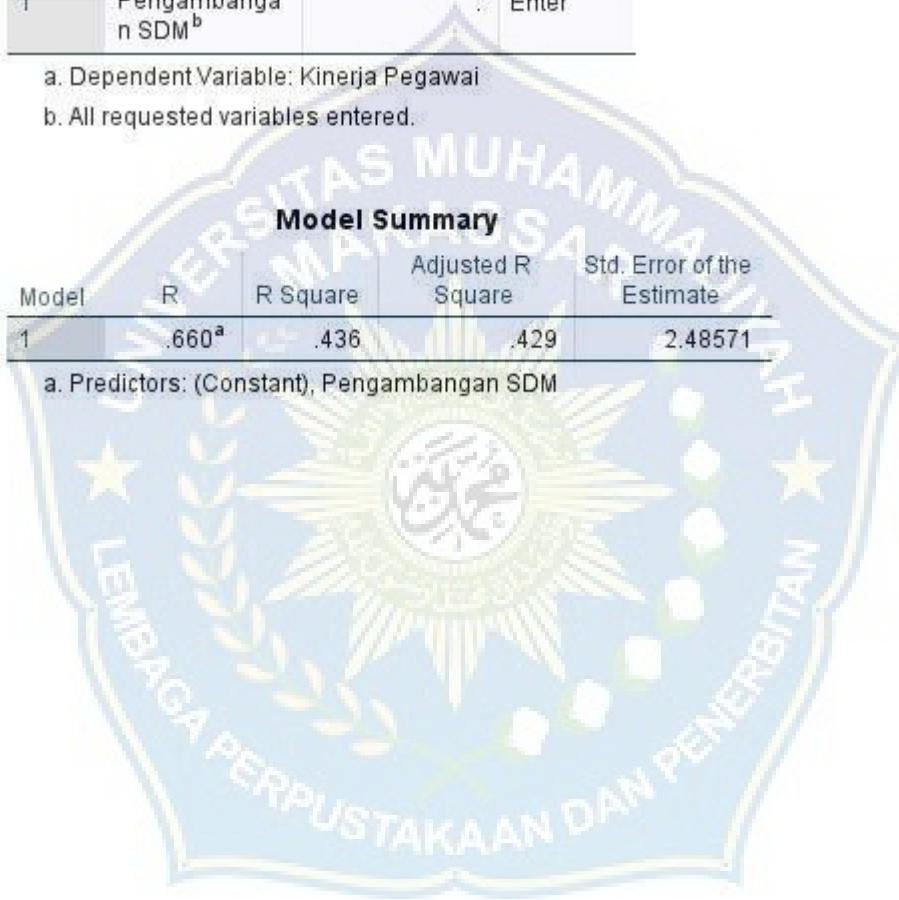 1 Pengambanga . Enter
n SDMb
a. Dependent Variable: Kinerja Pegawai
b. All requested variables entered.
Model Summary
Model R R Square Adjusted R Square Std. Error of the Estimate
1 .660a .436 .429 2.48571
a. Predictors: (Constant), Pengambangan SDM
UNIVERSITAS MUHAMMADIYAH
MAKASSAR
LEMBAGA PERPUSTAKAAN DAN PENERBITAN